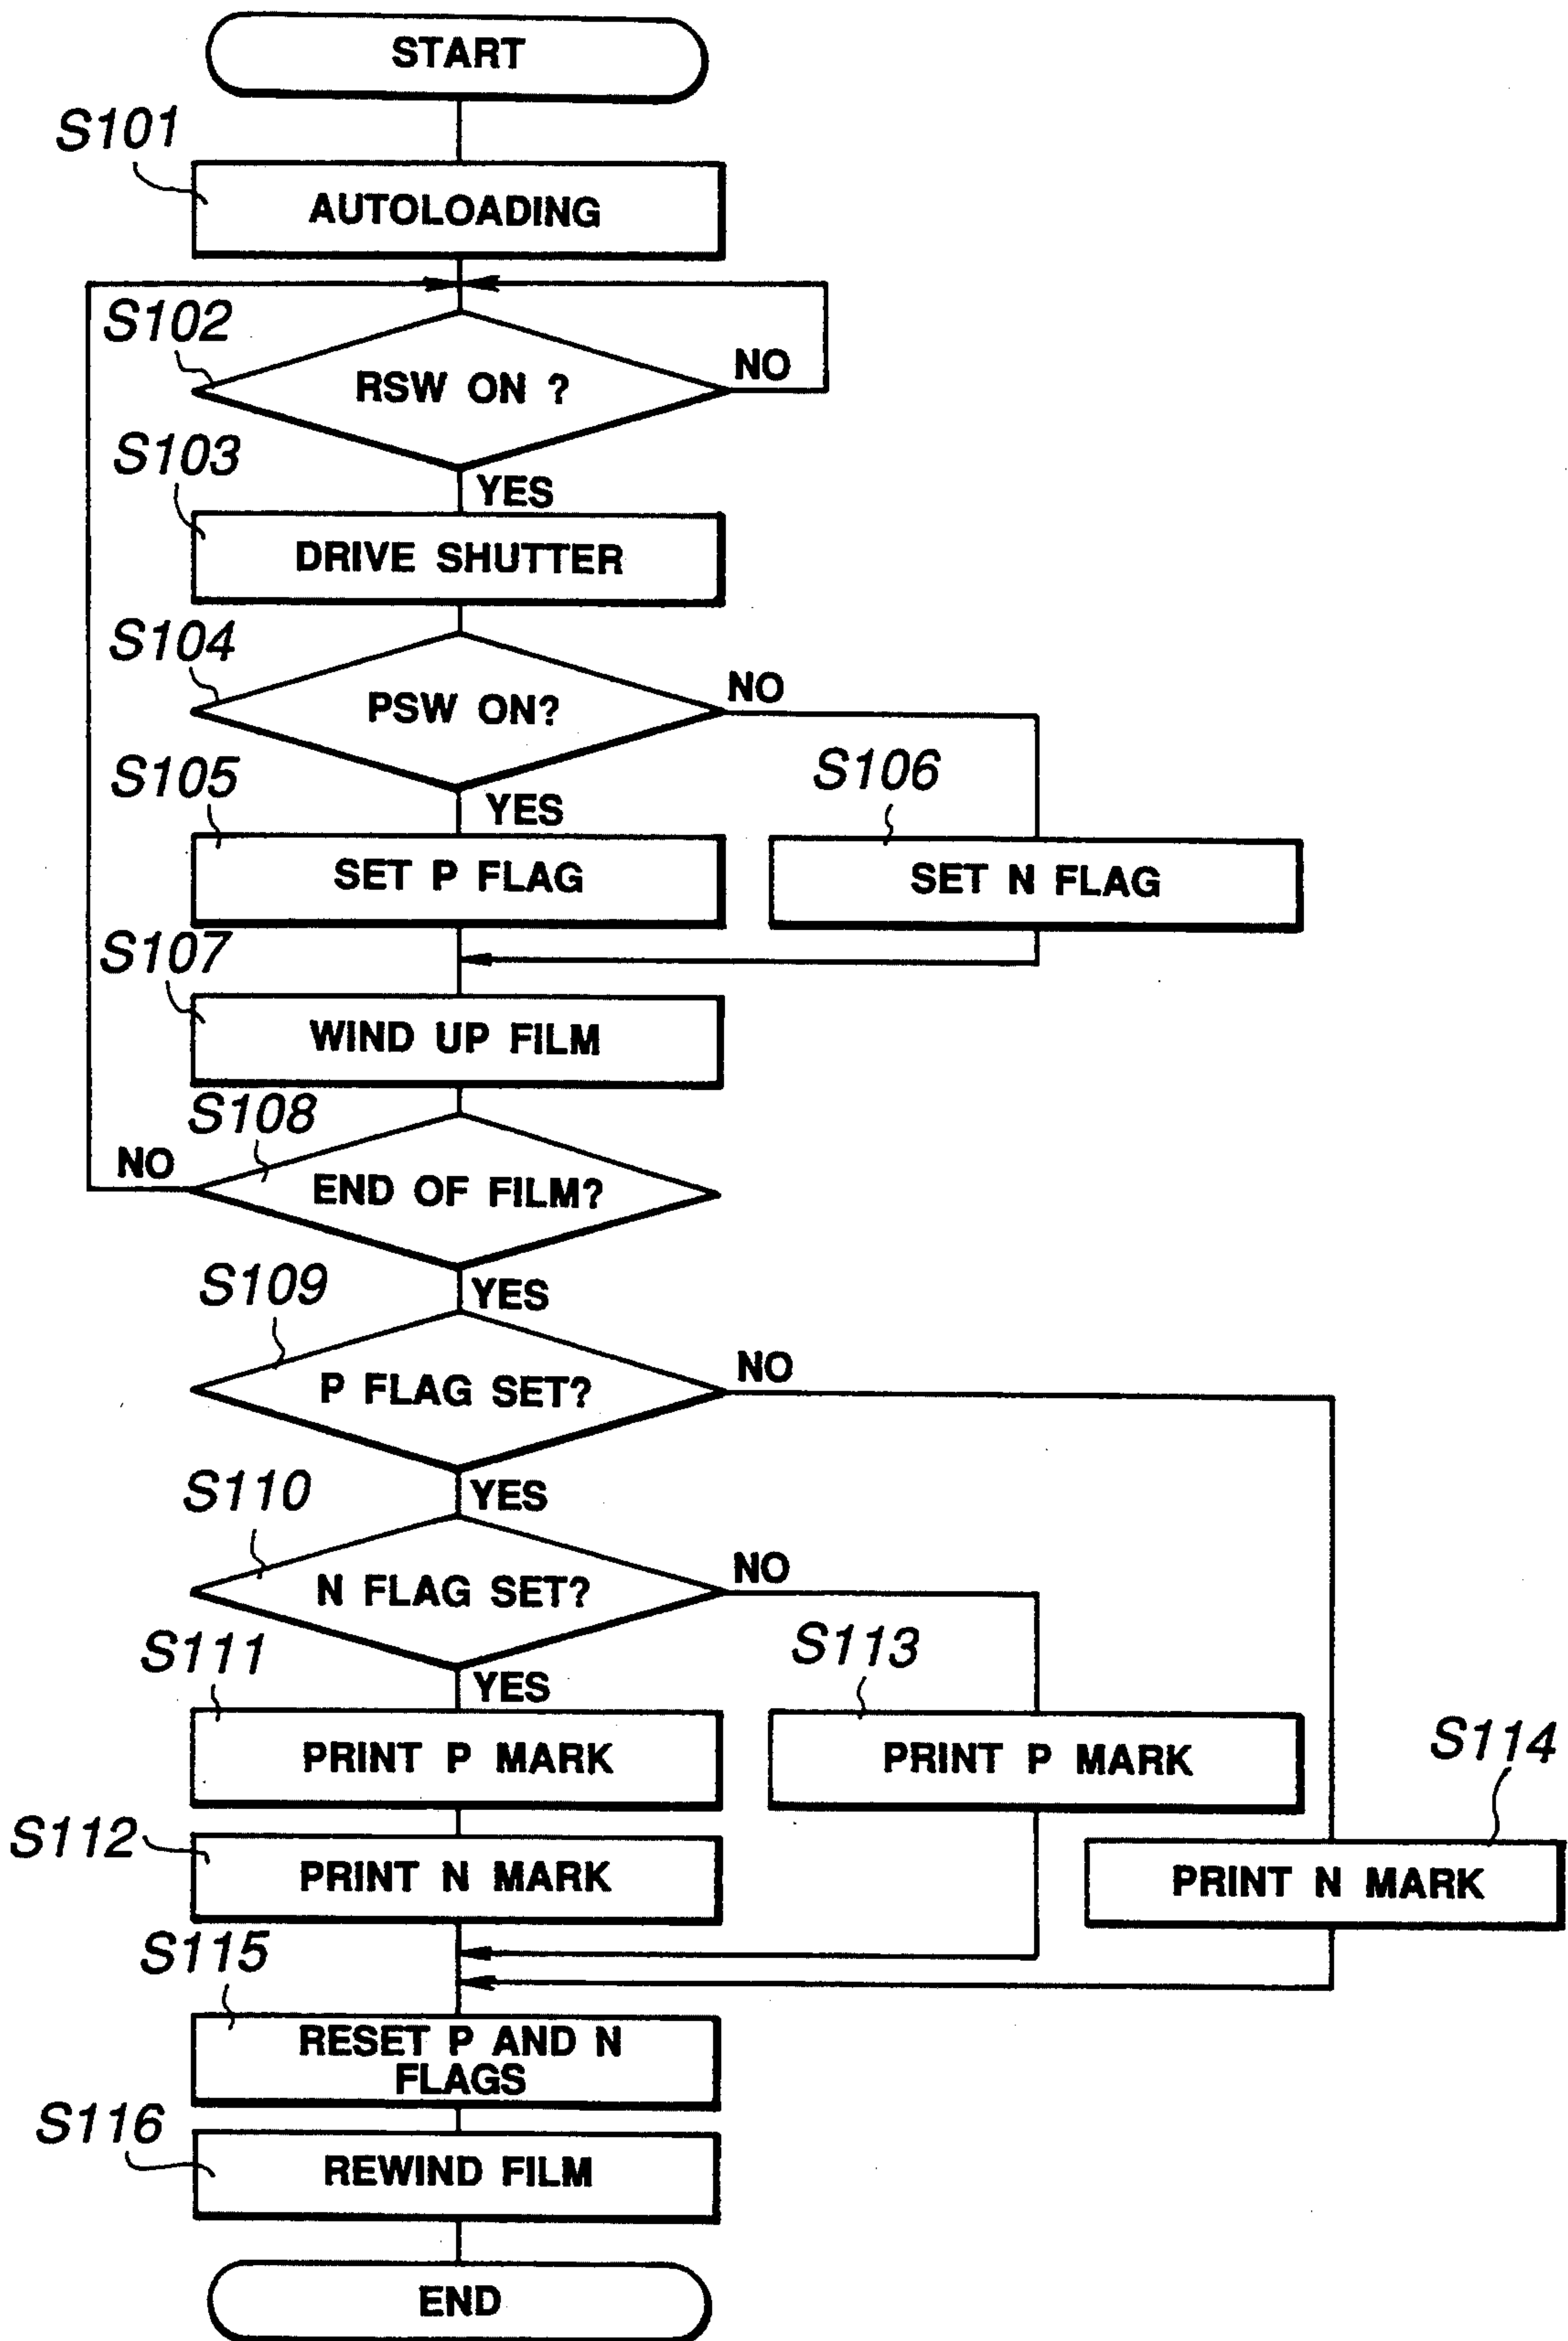 START
S101
AUTOLOADING
S102
RSW ON ?
NO
S103
YES
DRIVE SHUTTER
S104
PSW ON?
NO
S105
YES
S106
SET P FLAG
SET N FLAG
S107
WIND UP FILM
S108
NO
END OF FILM?
S109
YES
P FLAG SET?
NO
S110
YES
N FLAG SET?
NO
S111
YES
S113
PRINT P MARK
PRINT P MARK
S114
S112
PRINT N MARK
PRINT N MARK
S115
RESET P AND N
FLAGS
S116
REWIND FILM
END